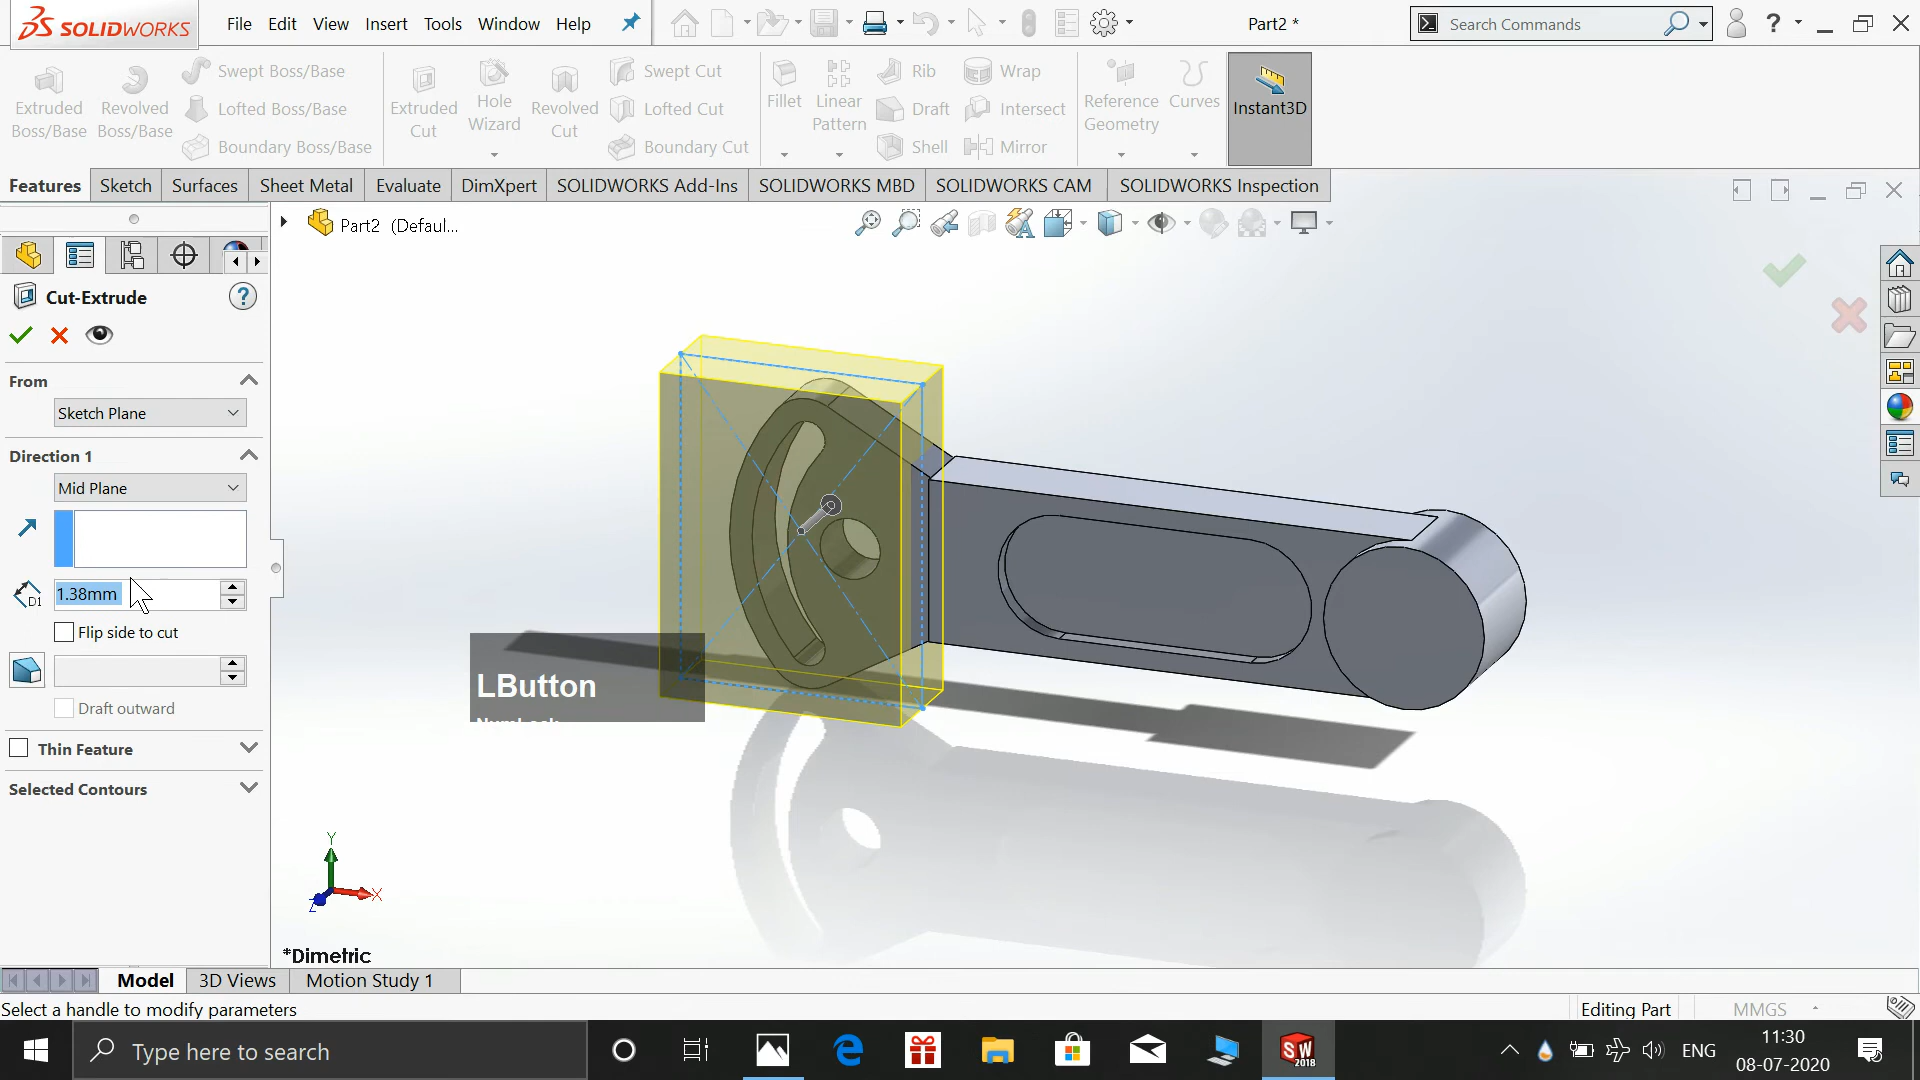 SOLIDWORKS
File Edit View Insert Tools Window Help
Part2 *
Search Commands
Extruded Boss/Base
Revolved Boss/Base
Swept Boss/Base
Lofted Boss/Base
Boundary Boss/Base
Extruded Cut
Hole Wizard
Revolved Cut
Swept Cut
Lofted Cut
Boundary Cut
Fillet
Linear Pattern
Rib
Draft
Shell
Wrap
Intersect
Mirror
Reference Geometry
Curves
Instant3D
Features Sketch Surfaces Sheet Metal Evaluate DimXpert SOLIDWORKS Add-Ins SOLIDWORKS MBD SOLIDWORKS CAM SOLIDWORKS Inspection
Part2 (Defaul...
Cut-Extrude
From
Sketch Plane
Direction 1
Mid Plane
D1
1.38mm
Flip side to cut
Draft outward
Thin Feature
Selected Contours
LButton
NumLock
Y
X
Z
*Dimetric
Model 3D Views Motion Study 1
Select a handle to modify parameters
Editing Part
MMGS
Type here to search
SW
2018
ENG
11:30
08-07-2020